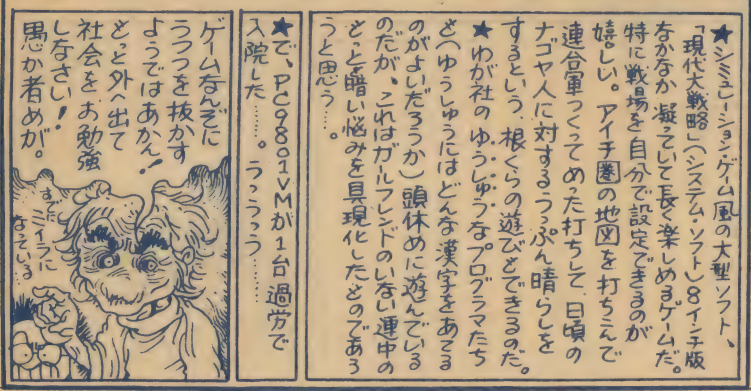 ★シミュレーション・ゲーム風の大型ソフト、
「現代大戦略」(システム・ソフト)8インチ版
なかなか凝っていて長く楽しめるゲームだ。
特に戦場を自分で設定できるのが
嬉しい。アイチ圏の地図を打ちこんで
連合軍つくってめった打ちして、日頃の
ナゴヤ人に対するうっぷん晴らしを
するという、根くらの遊びもできるのだ。
★わが社のゆうしゅうなプログラマたち
も(ゆうしゅうにはどんな漢字をあてる
のがよいだろうか)頭休めに遊んでいる
のだが、これはガールフレンドのいない連中の
もっとも暗い悩みを具現化したものであろ
うと思う…。
★で、PC9801VMが1台過労で
入院した……。うっうっう………
ゲームなんぞに
うつつを抜かす
ようではあかん!
もっと外へ出て
社会をお勉強
しなさい!
愚か者めが。
すでにミイラに
なっている